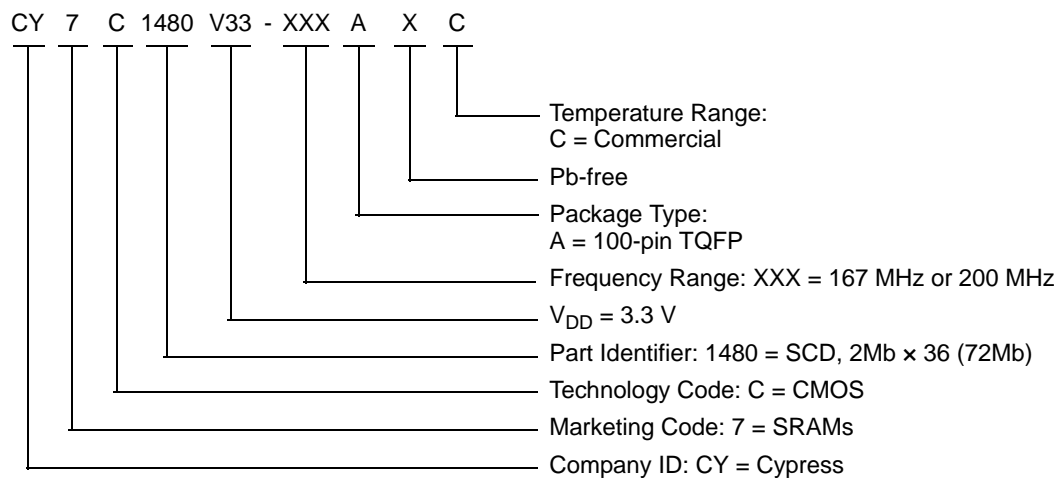 CY 7 C 1480 V33 - XXX A X C
Temperature Range:
C = Commercial
Pb-free
Package Type:
A = 100-pin TQFP
Frequency Range: XXX = 167 MHz or 200 MHz
VDD = 3.3 V
Part Identifier: 1480 = SCD, 2Mb × 36 (72Mb)
Technology Code: C = CMOS
Marketing Code: 7 = SRAMs
Company ID: CY = Cypress